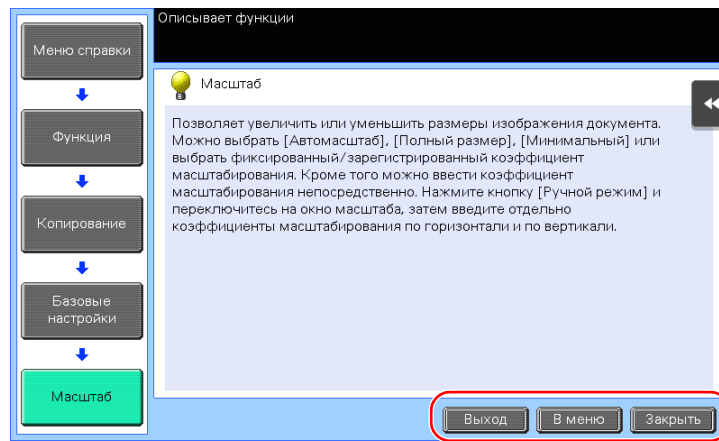 Описывает функции
Меню справки
Функция
Копирование
Базовые
настройки
Масштаб
Масштаб
Позволяет увеличить или уменьшить размеры изображения документа.
Можно выбрать [Автомасштаб], [Полный размер], [Минимальный] или
выбрать фиксированный/зарегистрированный коэффициент
масштабирования. Кроме того можно ввести коэффициент
масштабирования непосредственно. Нажмите кнопку [Ручной режим] и
переключитесь на окно масштаба, затем введите отдельно
коэффициенты масштабирования по горизонтали и по вертикали.
Выход
В меню
Закрыть